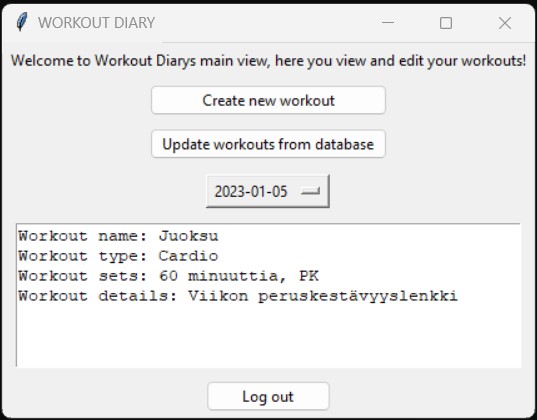 WORKOUT DIARY
Welcome to Workout Diarys main view, here you view and edit your workouts!
Create new workout
Update workouts from database
2023-01-05
Workout name: Juoksu
Workout type: Cardio
Workout sets: 60 minuuttia, PK
Workout details: Viikon peruskestävyyslenkki
Log out